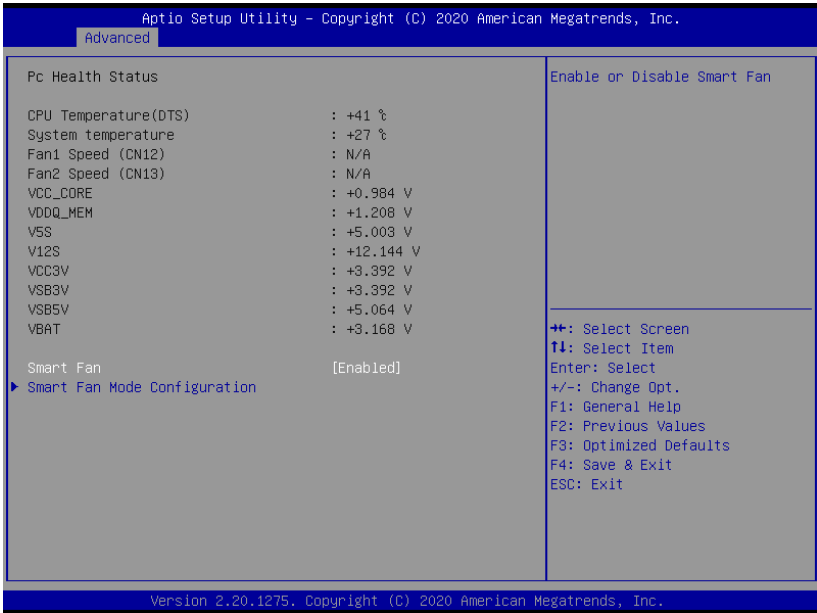 Aptio Setup Utility – Copyright (C) 2020 American Megatrends, Inc.
Advanced
Pc Health Status
CPU Temperature(DTS) : +41 ℃
System temperature : +27 ℃
Fan1 Speed (CN12) : N/A
Fan2 Speed (CN13) : N/A
VCC_CORE : +0.984 V
VDDQ_MEM : +1.208 V
V5S : +5.003 V
V12S : +12.144 V
VCC3V : +3.392 V
VSB3V : +3.392 V
VSB5V : +5.064 V
VBAT : +3.168 V
Smart Fan [Enabled]
Smart Fan Mode Configuration
Enable or Disable Smart Fan
→←: Select Screen
↑↓: Select Item
Enter: Select
+/-: Change Opt.
F1: General Help
F2: Previous Values
F3: Optimized Defaults
F4: Save & Exit
ESC: Exit
Version 2.20.1275. Copyright (C) 2020 American Megatrends, Inc.